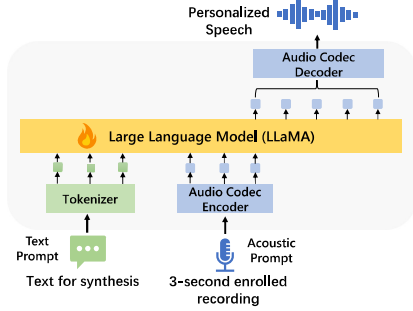 Personalized
Speech
Audio Codec
Decoder
Large Language Model (LLaMA)
Tokenizer
Audio Codec
Encoder
Text
Prompt
Acoustic
Prompt
Text for synthesis
3-second enrolled
recording